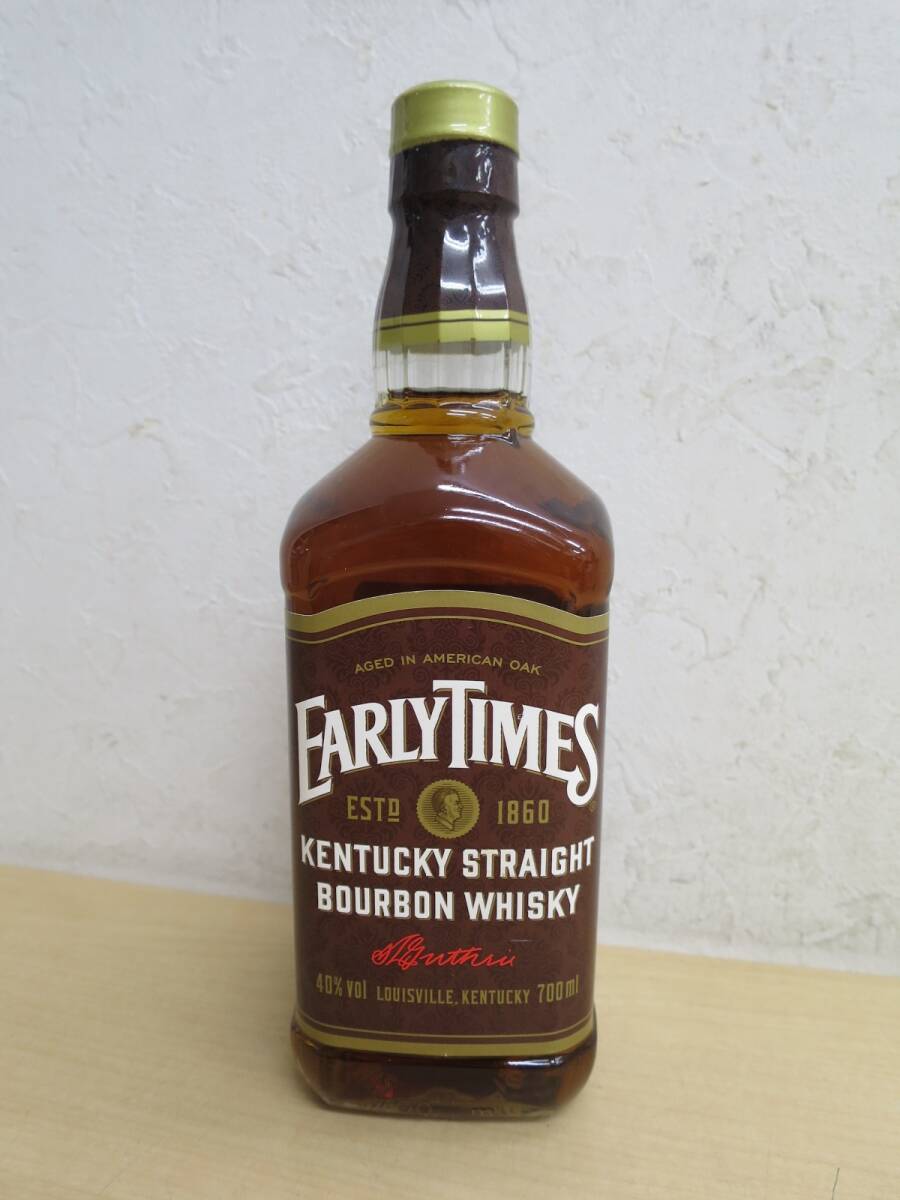 AGED IN AMERICAN OAK
EARLY TIMES
ESTD 1860
KENTUCKY STRAIGHT
BOURBON WHISKY
40% vol LOUISVILLE, KENTUCKY 700ml